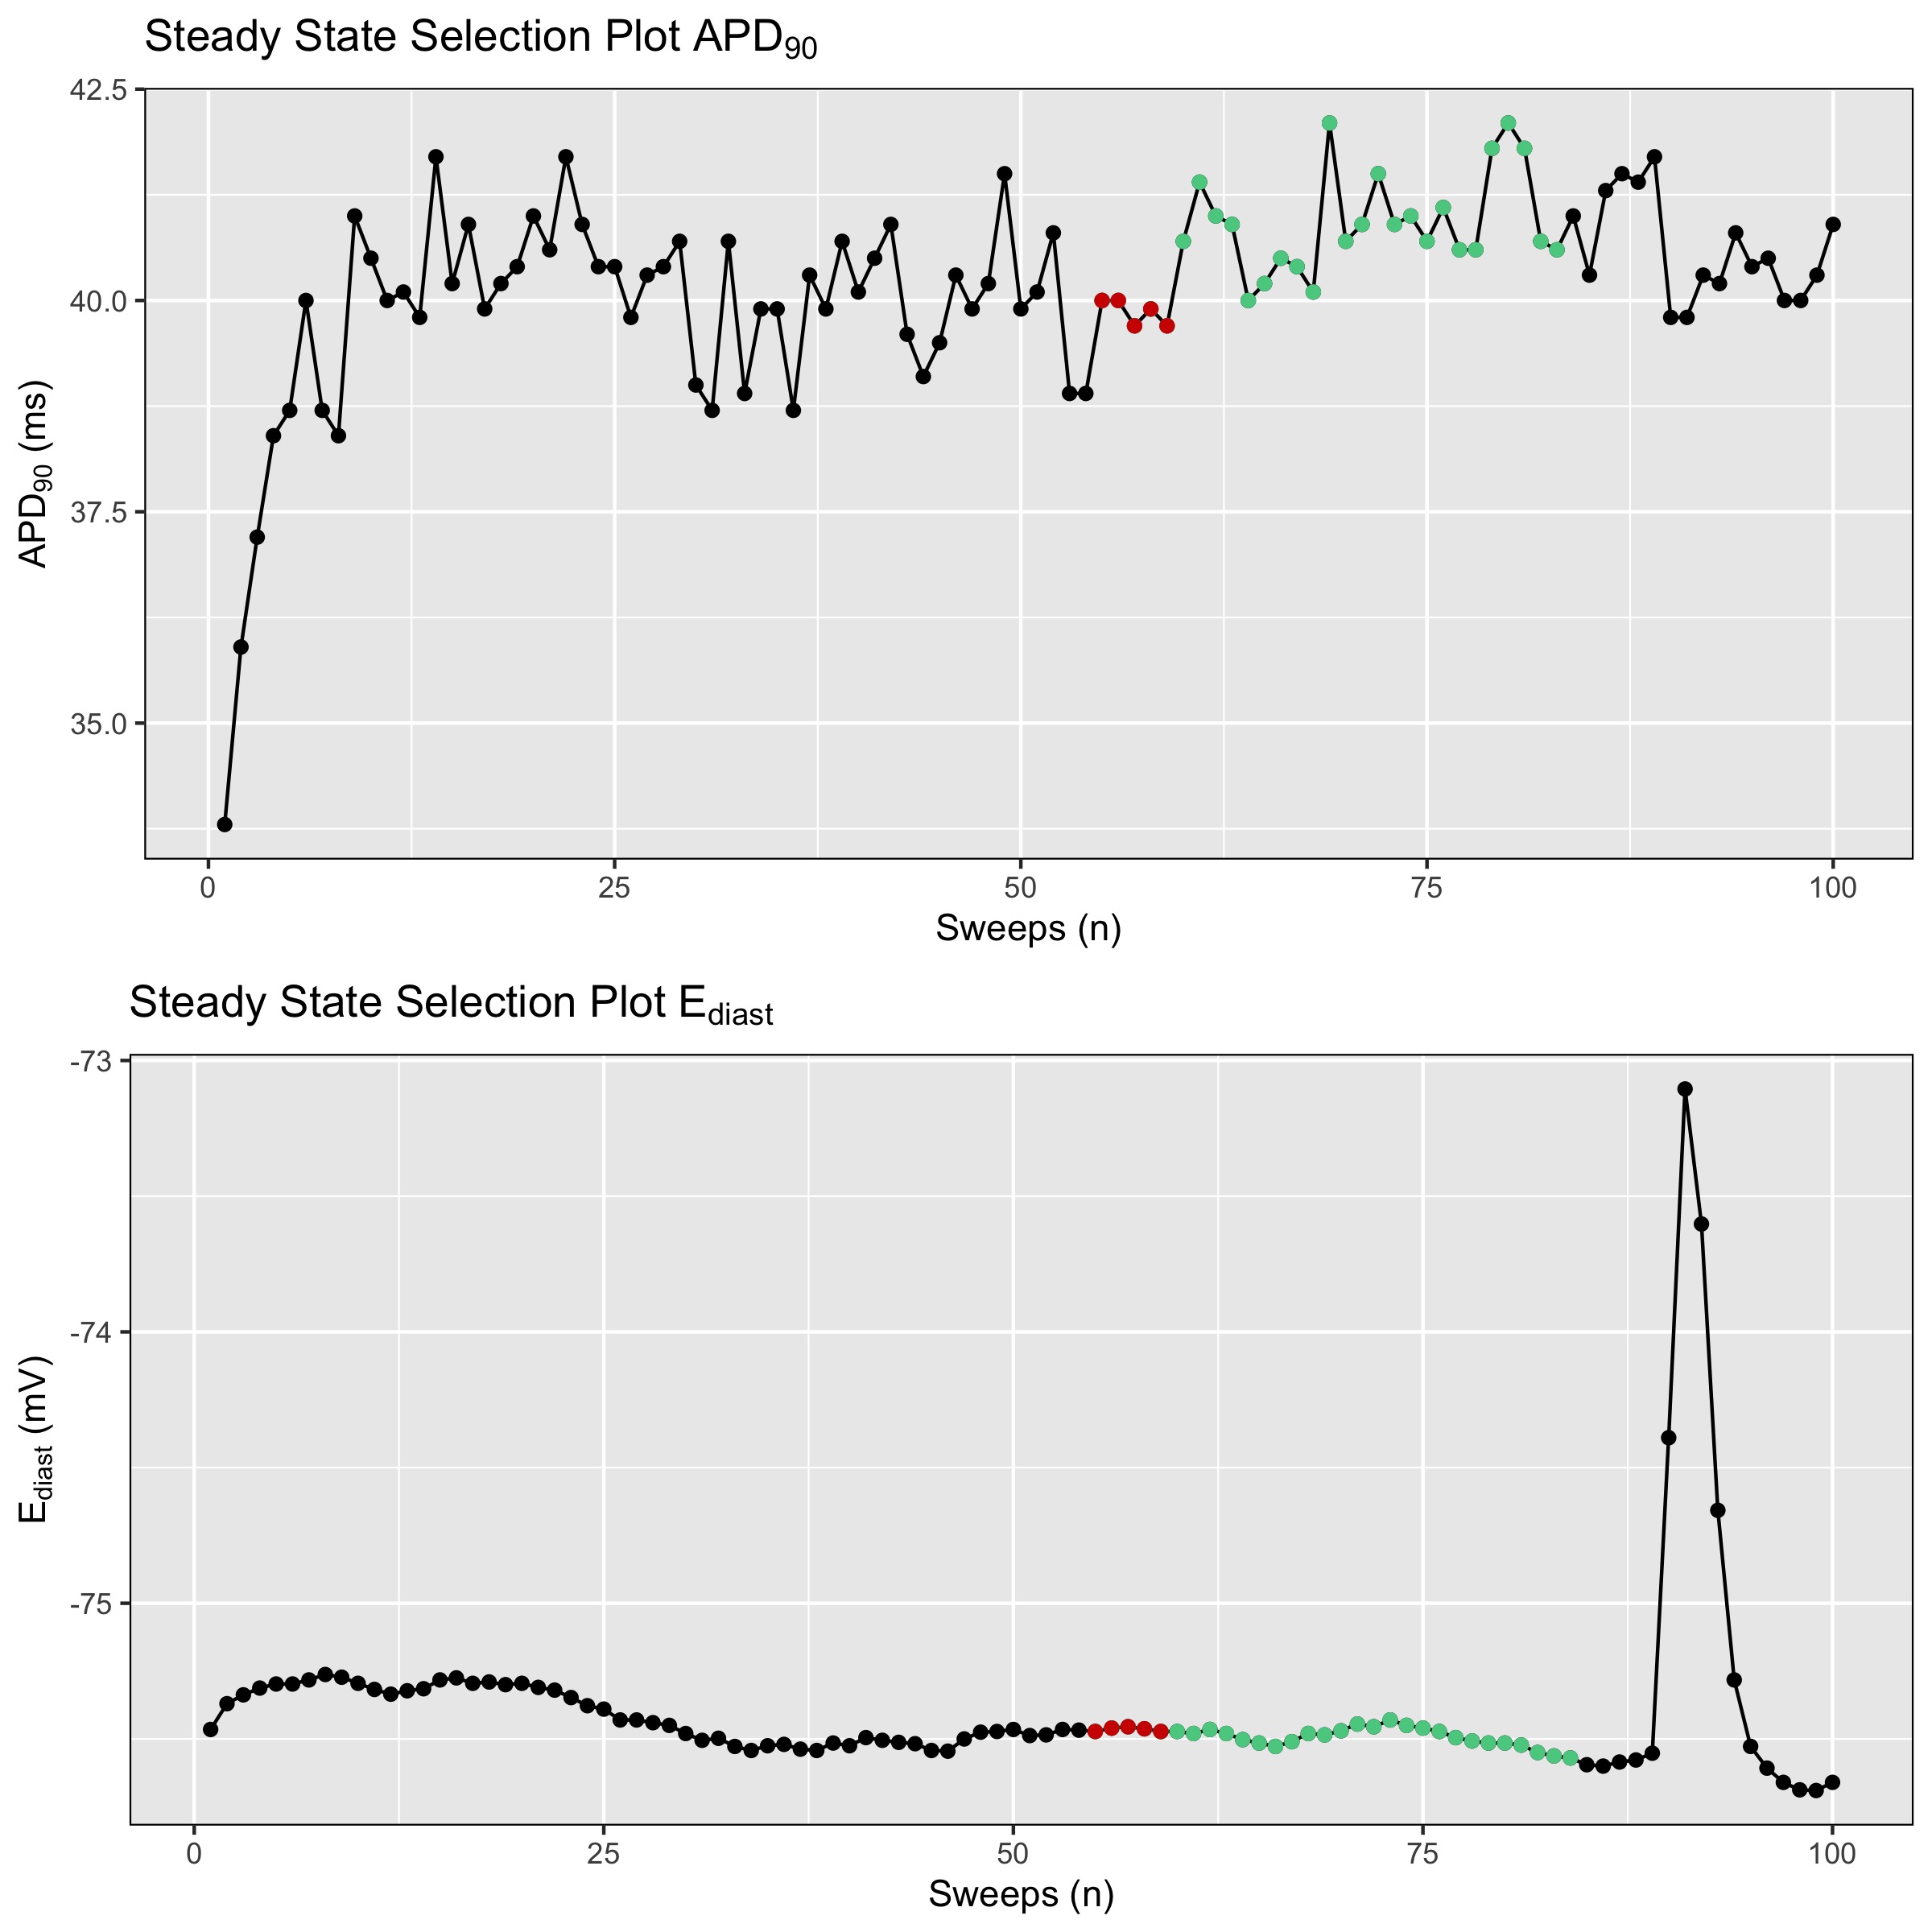 Steady State Selection Plot APD90
42.5
40.0
37.5
35.0
APD90 (ms)
0 25 50 75 100
Sweeps (n)
Steady State Selection Plot Ediast
-73
-74
-75
Ediast (mV)
0 25 50 75 100
Sweeps (n)